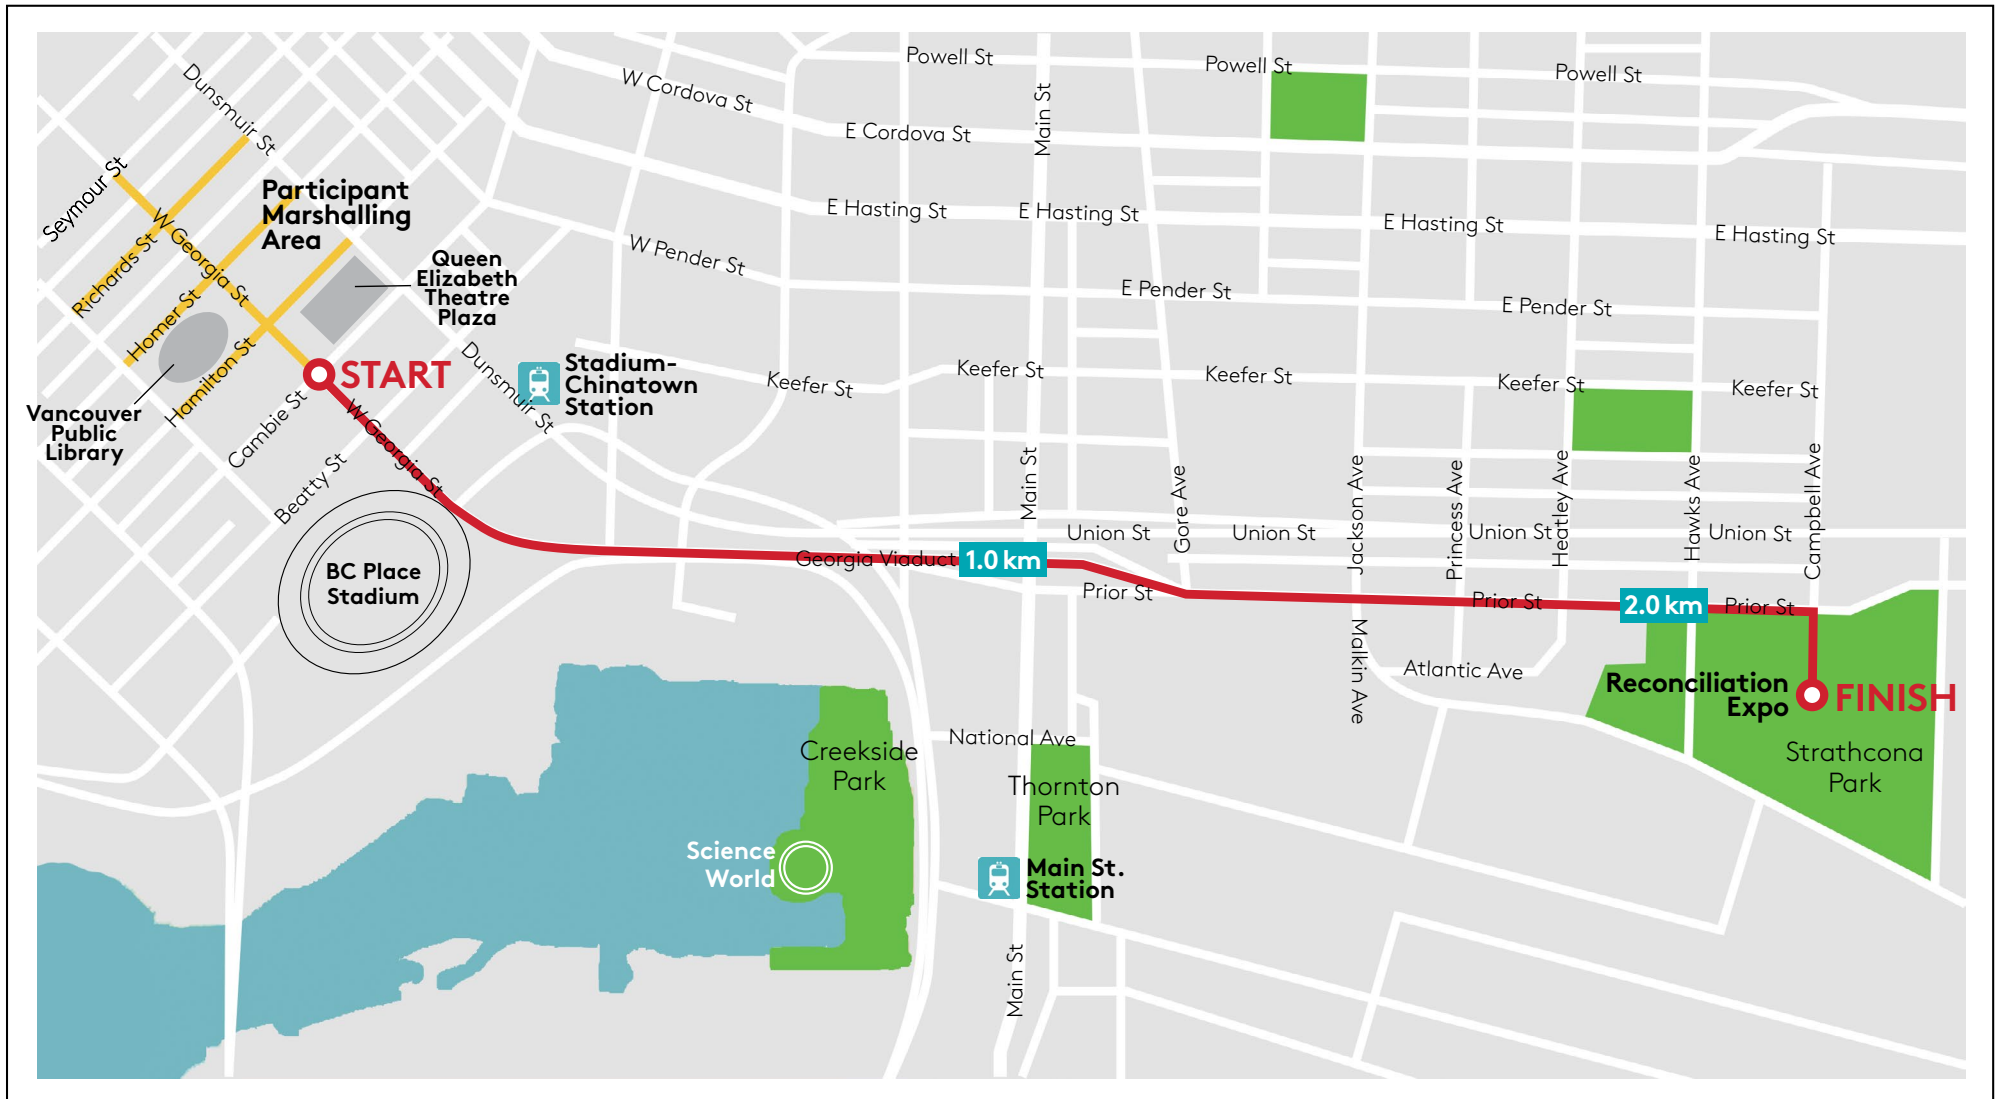 Powell St
Powell St
Powell St
Dunsmuir St
W Cordova St
E Cordova St
Main St
Seymour St
Participant
Marshalling
Area
E Hasting St
E Hasting St
E Hasting St
E Hasting St
W Georgia St
Richards St
Queen
Elizabeth
Theatre
Plaza
W Pender St
E Pender St
E Pender St
Homer St
Hamilton St
START
Dunsmuir St
Stadium-
Chinatown
Station
Keefer St
Keefer St
Keefer St
Keefer St
Keefer St
Vancouver
Public
Library
Cambie St
W Georgia St
Beatty St
Main St
Gore Ave
Jackson Ave
Princess Ave
Heatley Ave
Hawks Ave
Campbell Ave
Union St
Union St
Union St
Union St
BC Place
Stadium
Georgia Viaduct
1.0 km
Prior St
Prior St
2.0 km
Prior St
Malkin Ave
Atlantic Ave
Reconciliation
Expo
FINISH
Creekside
Park
National Ave
Thornton
Park
Strathcona
Park
Science
World
Main St.
Station
Main St